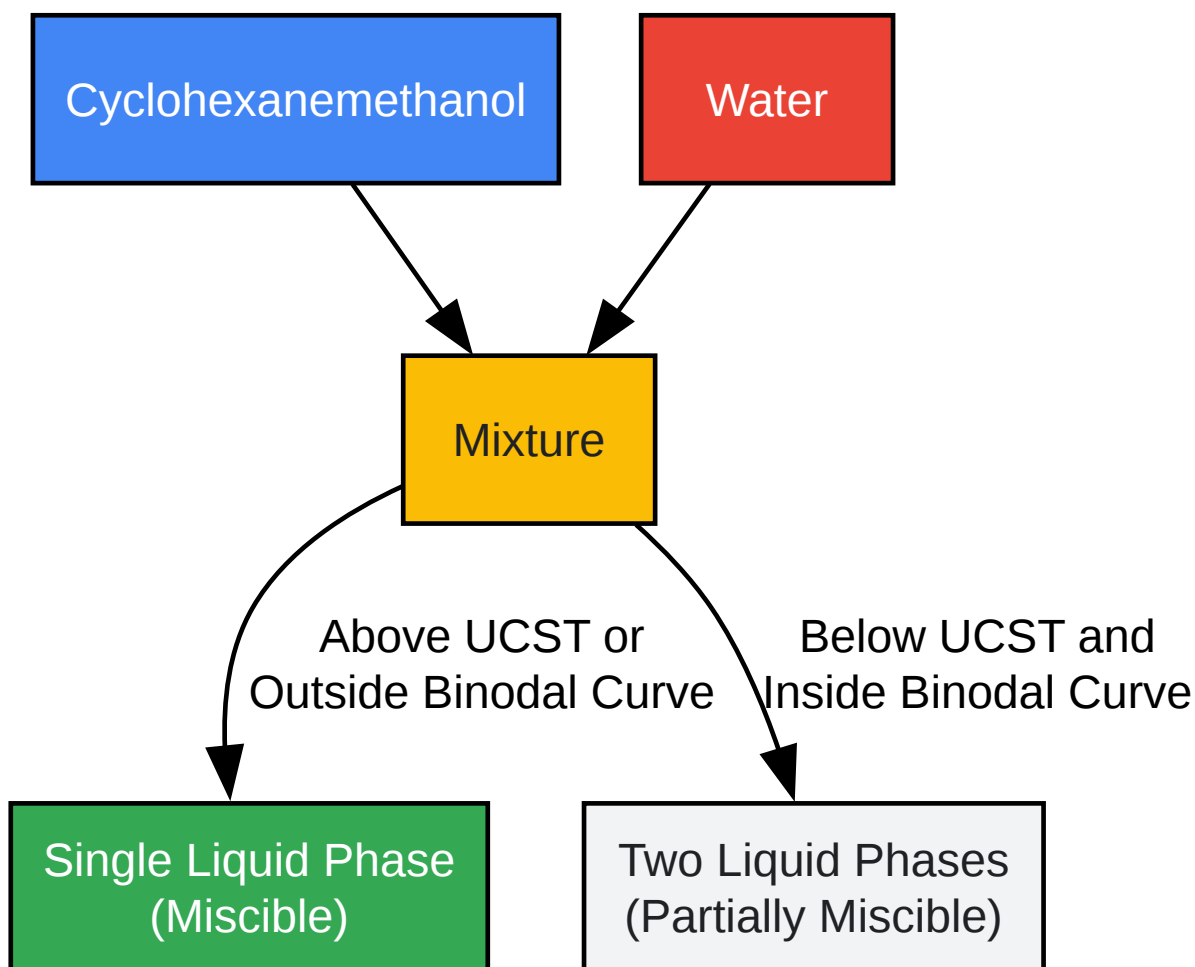 Cyclohexanemethanol
Water
Mixture
Above UCST or
Outside Binodal Curve
Below UCST and
Inside Binodal Curve
Single Liquid Phase
(Miscible)
Two Liquid Phases
(Partially Miscible)